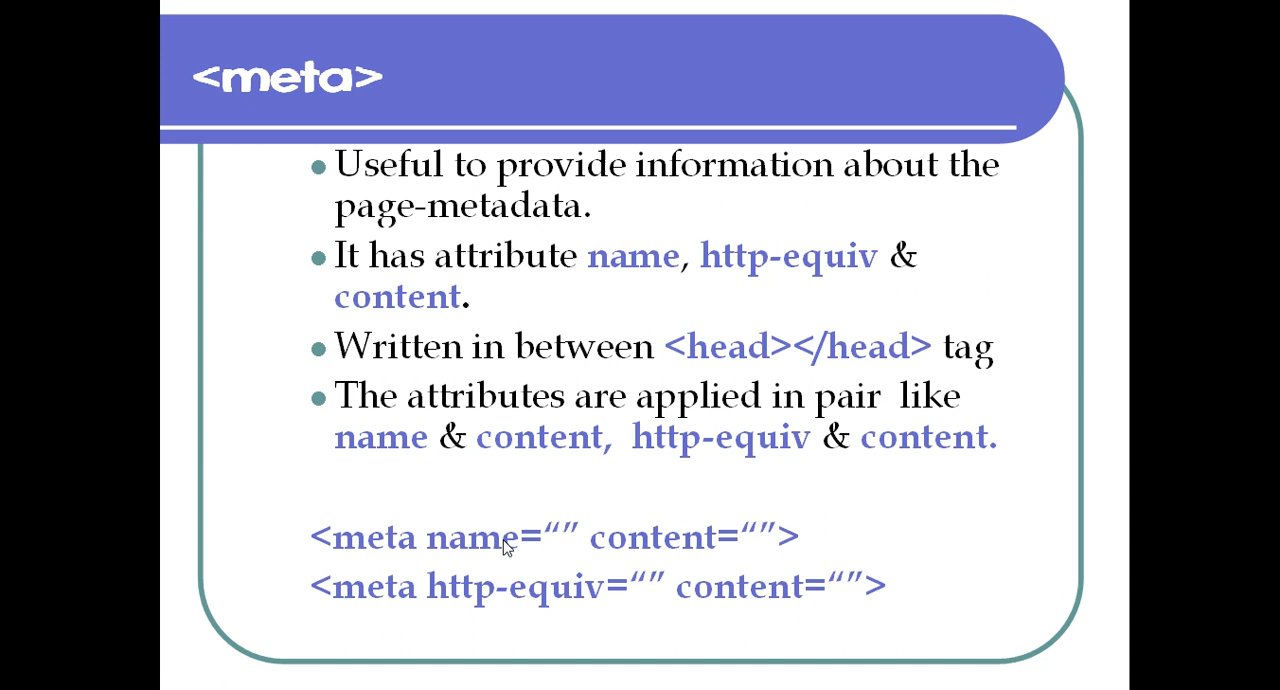 <meta>
Useful to provide information about the
page-metadata.
It has attribute name, http-equiv &
content.
Written in between <head></head> tag
The attributes are applied in pair  like
name & content,  http-equiv & content.
<meta name=“” content=“”>
<meta http-equiv=“” content=“”>